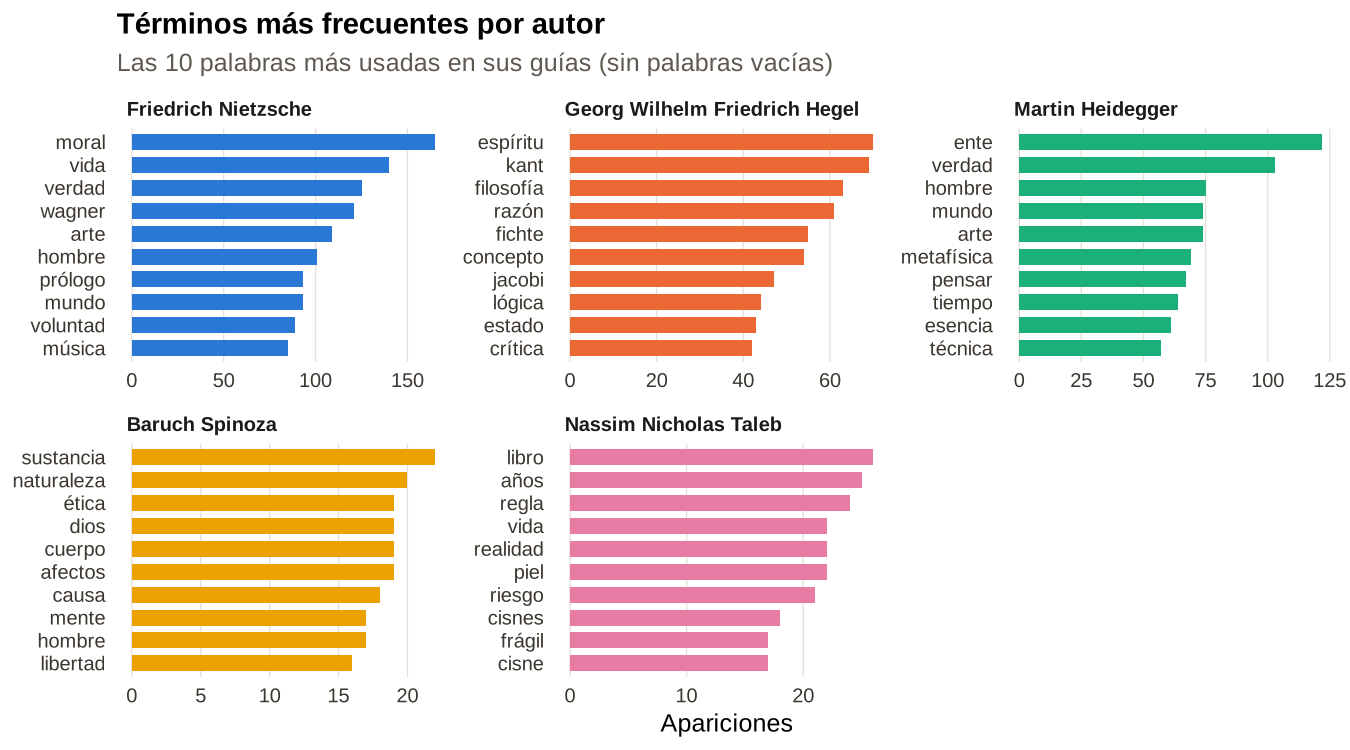 Términos más frecuentes por autor
Las 10 palabras más usadas en sus guías (sin palabras vacías)
Friedrich Nietzsche
moral
vida
verdad
wagner
arte
hombre
prólogo
mundo
voluntad
música
0 50 100 150
Georg Wilhelm Friedrich Hegel
espíritu
kant
filosofía
razón
fichte
concepto
jacobi
lógica
estado
crítica
0 20 40 60
Martin Heidegger
ente
verdad
hombre
mundo
arte
metafísica
pensar
tiempo
esencia
técnica
0 25 50 75 100 125
Baruch Spinoza
sustancia
naturaleza
ética
dios
cuerpo
afectos
causa
mente
hombre
libertad
0 5 10 15 20
Nassim Nicholas Taleb
libro
años
regla
vida
realidad
piel
riesgo
cisnes
frágil
cisne
0 10 20
Apariciones